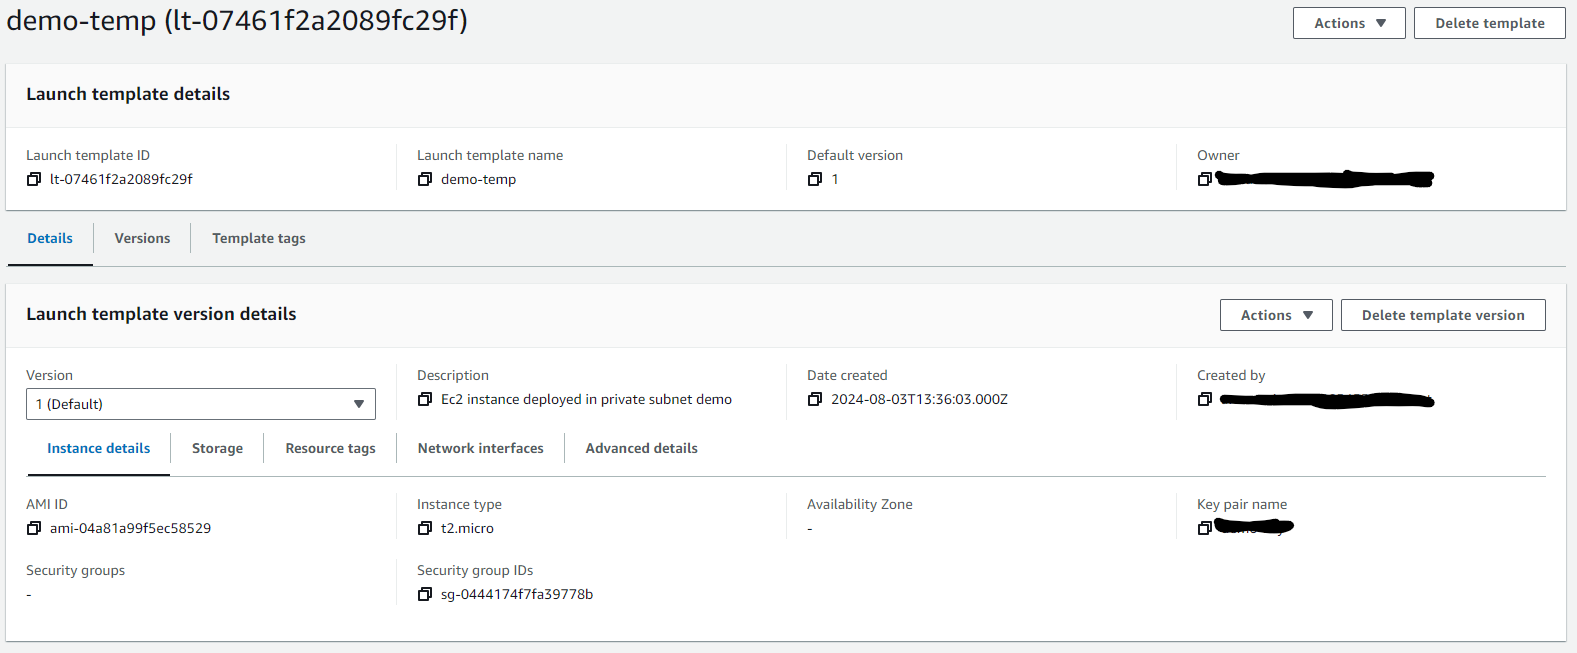 demo-temp (lt-07461f2a2089fc29f)
Actions
Delete template
Launch template details
Launch template ID
lt-07461f2a2089fc29f
Launch template name
demo-temp
Default version
1
Owner
Details
Versions
Template tags
Launch template version details
Actions
Delete template version
Version
1 (Default)
Description
Ec2 instance deployed in private subnet demo
Date created
2024-08-03T13:36:03.000Z
Created by
Instance details
Storage
Resource tags
Network interfaces
Advanced details
AMI ID
ami-04a81a99f5ec58529
Instance type
t2.micro
Availability Zone
-
Key pair name
Security groups
-
Security group IDs
sg-0444174f7fa39778b